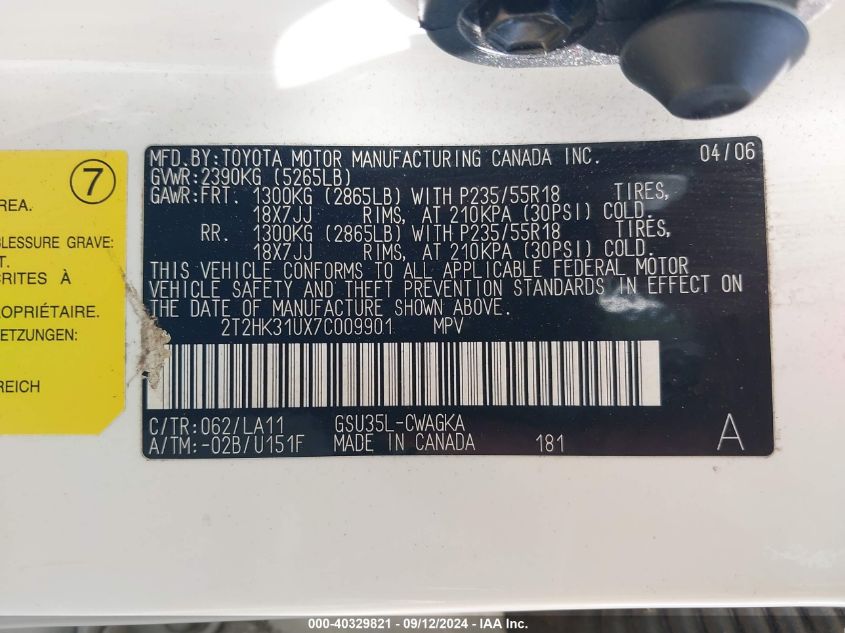 7
REA.
BLESSURE GRAVE:
T.
CRITES À
OPRIÉTAIRE.
ETZUNGEN:
REICH
MFD.BY:TOYOTA MOTOR MANUFACTURING CANADA INC. 04/06
GVWR:2390KG (5265LB)
GAWR:FRT. 1300KG (2865LB) WITH P235/55R18 TIRES,
18X7JJ RIMS, AT 210KPA (30PSI) COLD.
RR. 1300KG (2865LB) WITH P235/55R18 TIRES,
18X7JJ RIMS, AT 210KPA (30PSI) COLD.
THIS VEHICLE CONFORMS TO ALL APPLICABLE FEDERAL MOTOR
VEHICLE SAFETY AND THEFT PREVENTION STANDARDS IN EFFECT ON
THE DATE OF MANUFACTURE SHOWN ABOVE.
2T2HK31UX7C009901 MPV
C/TR:062/LA11 GSU35L-CWAGKA
A/TM:-02B/U151F MADE IN CANADA 181 A
000-40329821 - 09/12/2024 - IAA Inc.